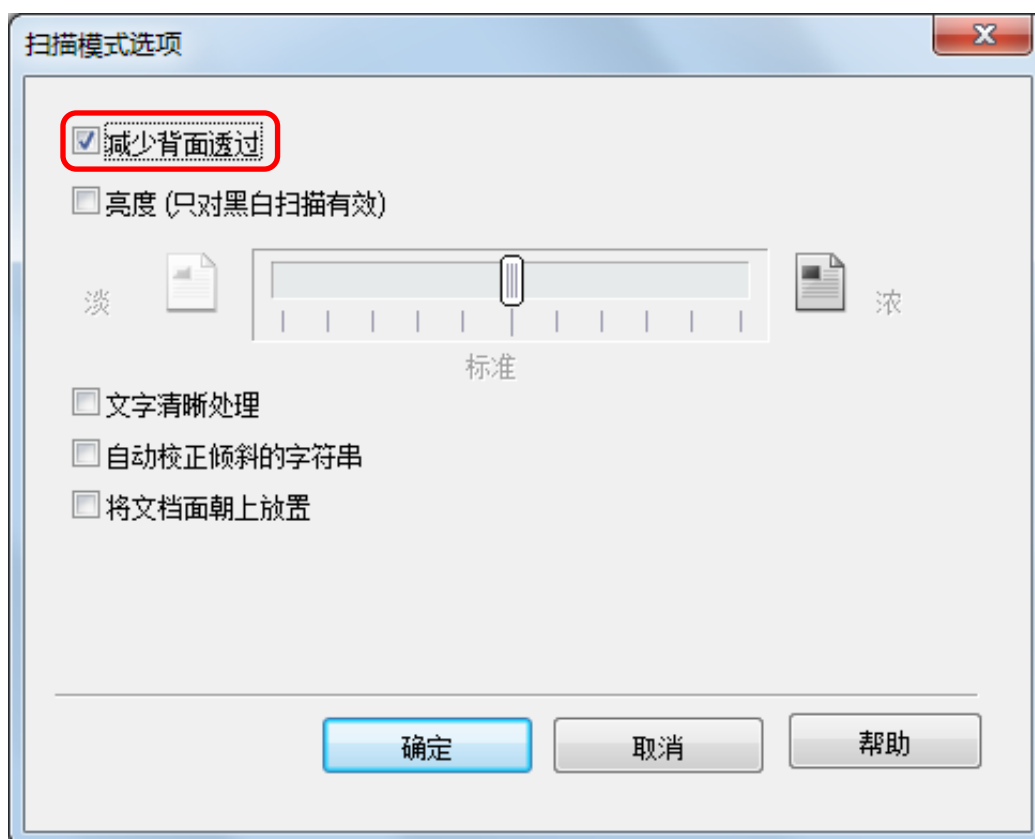 扫描模式选项
减少背面透过
亮度 (只对黑白扫描有效)
淡
浓
标准
文字清晰处理
自动校正倾斜的字符串
将文档面朝上放置
确定 取消 帮助